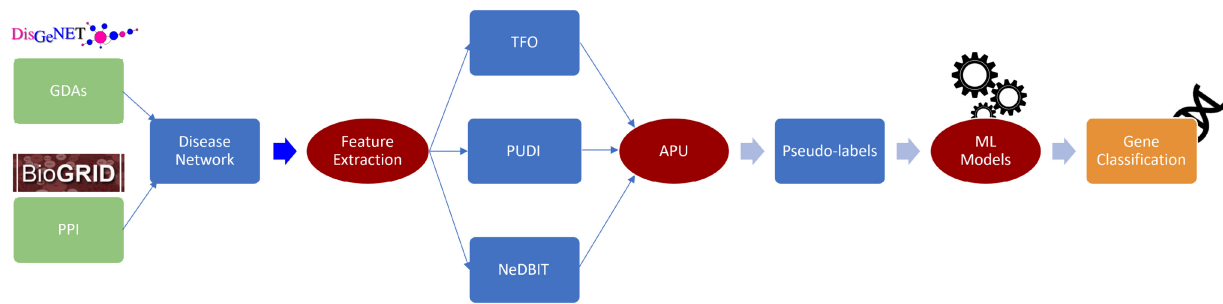 DisGeNET
GDAs
BioGRID
PPI
Disease
Network
Feature
Extraction
TFO
PUDI
NeDBIT
APU
Pseudo-labels
ML
Models
Gene
Classification